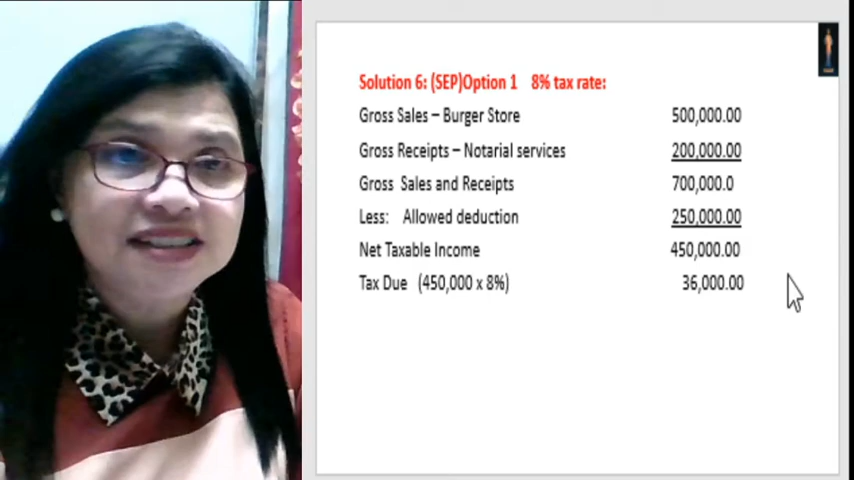 Solution 6: (SEP)Option 1 8% tax rate:
Gross Sales – Burger Store 500,000.00
Gross Receipts – Notarial services 200,000.00
Gross Sales and Receipts 700,000.0
Less: Allowed deduction 250,000.00
Net Taxable Income 450,000.00
Tax Due (450,000 x 8%) 36,000.00